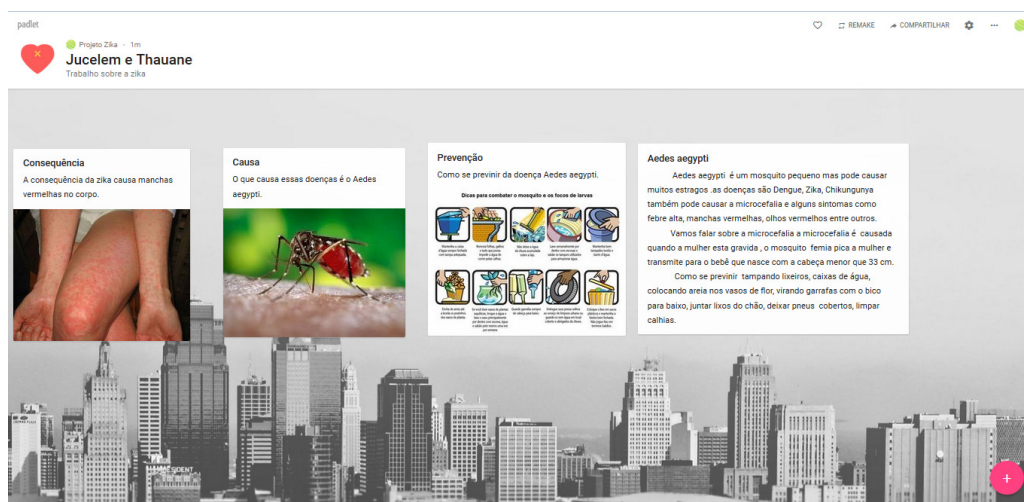 padlet
REMAKE
COMPARTILHAR
Projeto Zika · 1m
Jucelem e Thauane
Trabalho sobre a zika
Consequência
A consequência da zika causa manchas
vermelhas no corpo.
Causa
O que causa essas doenças é o Aedes
aegypti.
Prevenção
Como se previnir da doença Aedes aegypti.
Dicas para combater o mosquito e os focos de larvas
Aedes aegypti
Aedes aegypti é um mosquito pequeno mas pode causar
muitos estragos .as doenças são Dengue, Zika, Chikungunya
também pode causar a microcefalia e alguns sintomas como
febre alta, manchas vermelhas, olhos vermelhos entre outros.
Vamos falar sobre a microcefalia a microcefalia é causada
quando a mulher esta gravida , o mosquito femia pica a mulher e
transmite para o bebê que nasce com a cabeça menor que 33 cm.
Como se previnir tampando lixeiros, caixas de água,
colocando areia nos vasos de flor, virando garrafas com o bico
para baixo, juntar lixos do chão, deixar pneus cobertos, limpar
calhias.